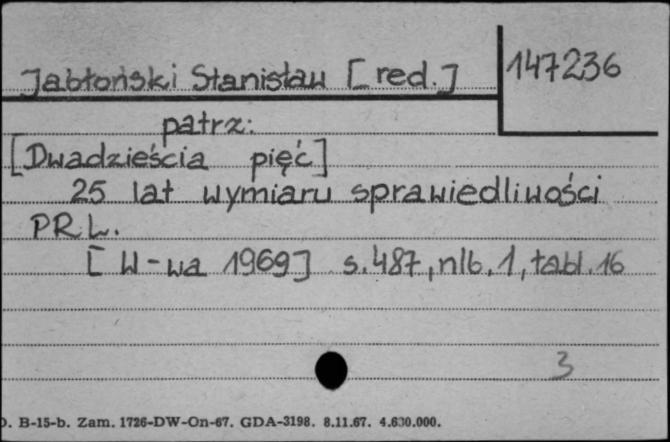 Jabłoński Stanisław [red.] 147236
patrz:
[Dwadzieścia pięć]
25 lat wymiaru sprawiedliwości
PRL.
[W-wa 1969] s.487, nlb.1, tabl.16
3
D. B-15-b. Zam. 1726-DW-On-67. GDA-3198. 8.11.67. 4.630.000.